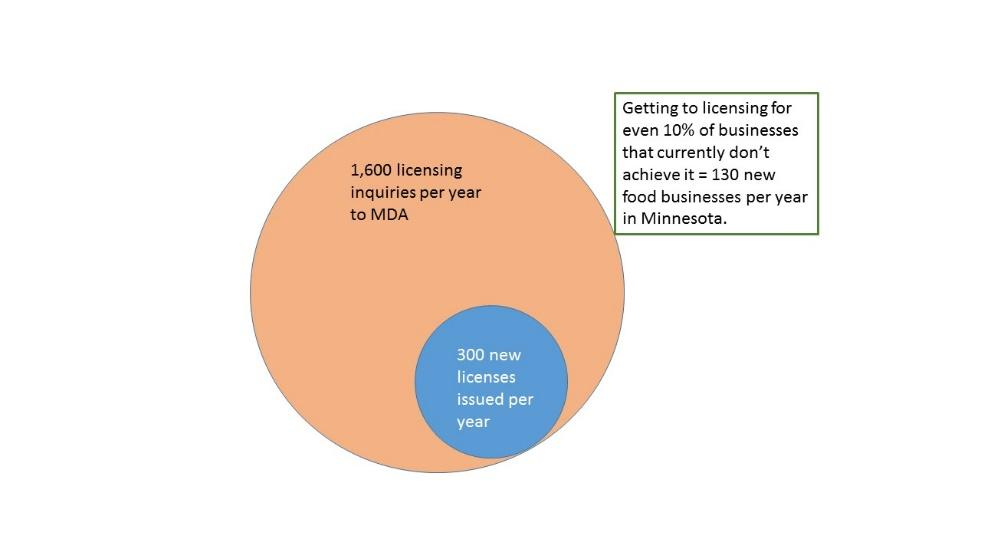 1,600 licensing
inquiries per year
to MDA
Getting to licensing for
even 10% of businesses
that currently don't
achieve it = 130 new
food businesses per year
in Minnesota.
300 new
licenses
issued per
year